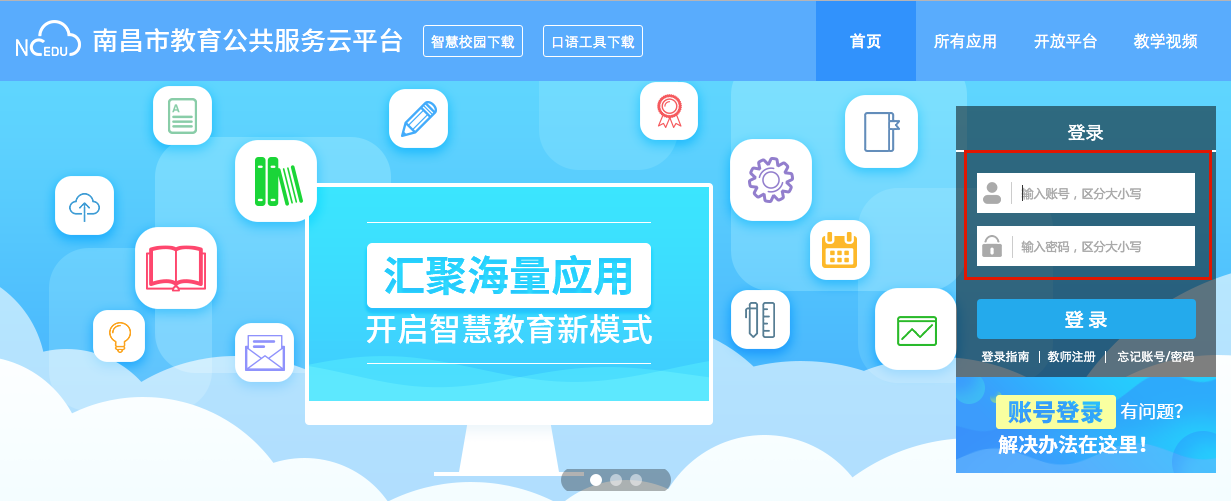 NCEDU 南昌市教育公共服务云平台 智慧校园下载 口语工具下载 首页 所有应用 开放平台 教学视频
A
登录
输入账号，区分大小写
输入密码，区分大小写
汇聚海量应用
开启智慧教育新模式
登 录
登录指南 | 教师注册 | 忘记账号/密码
账号登录 有问题?
解决办法在这里!